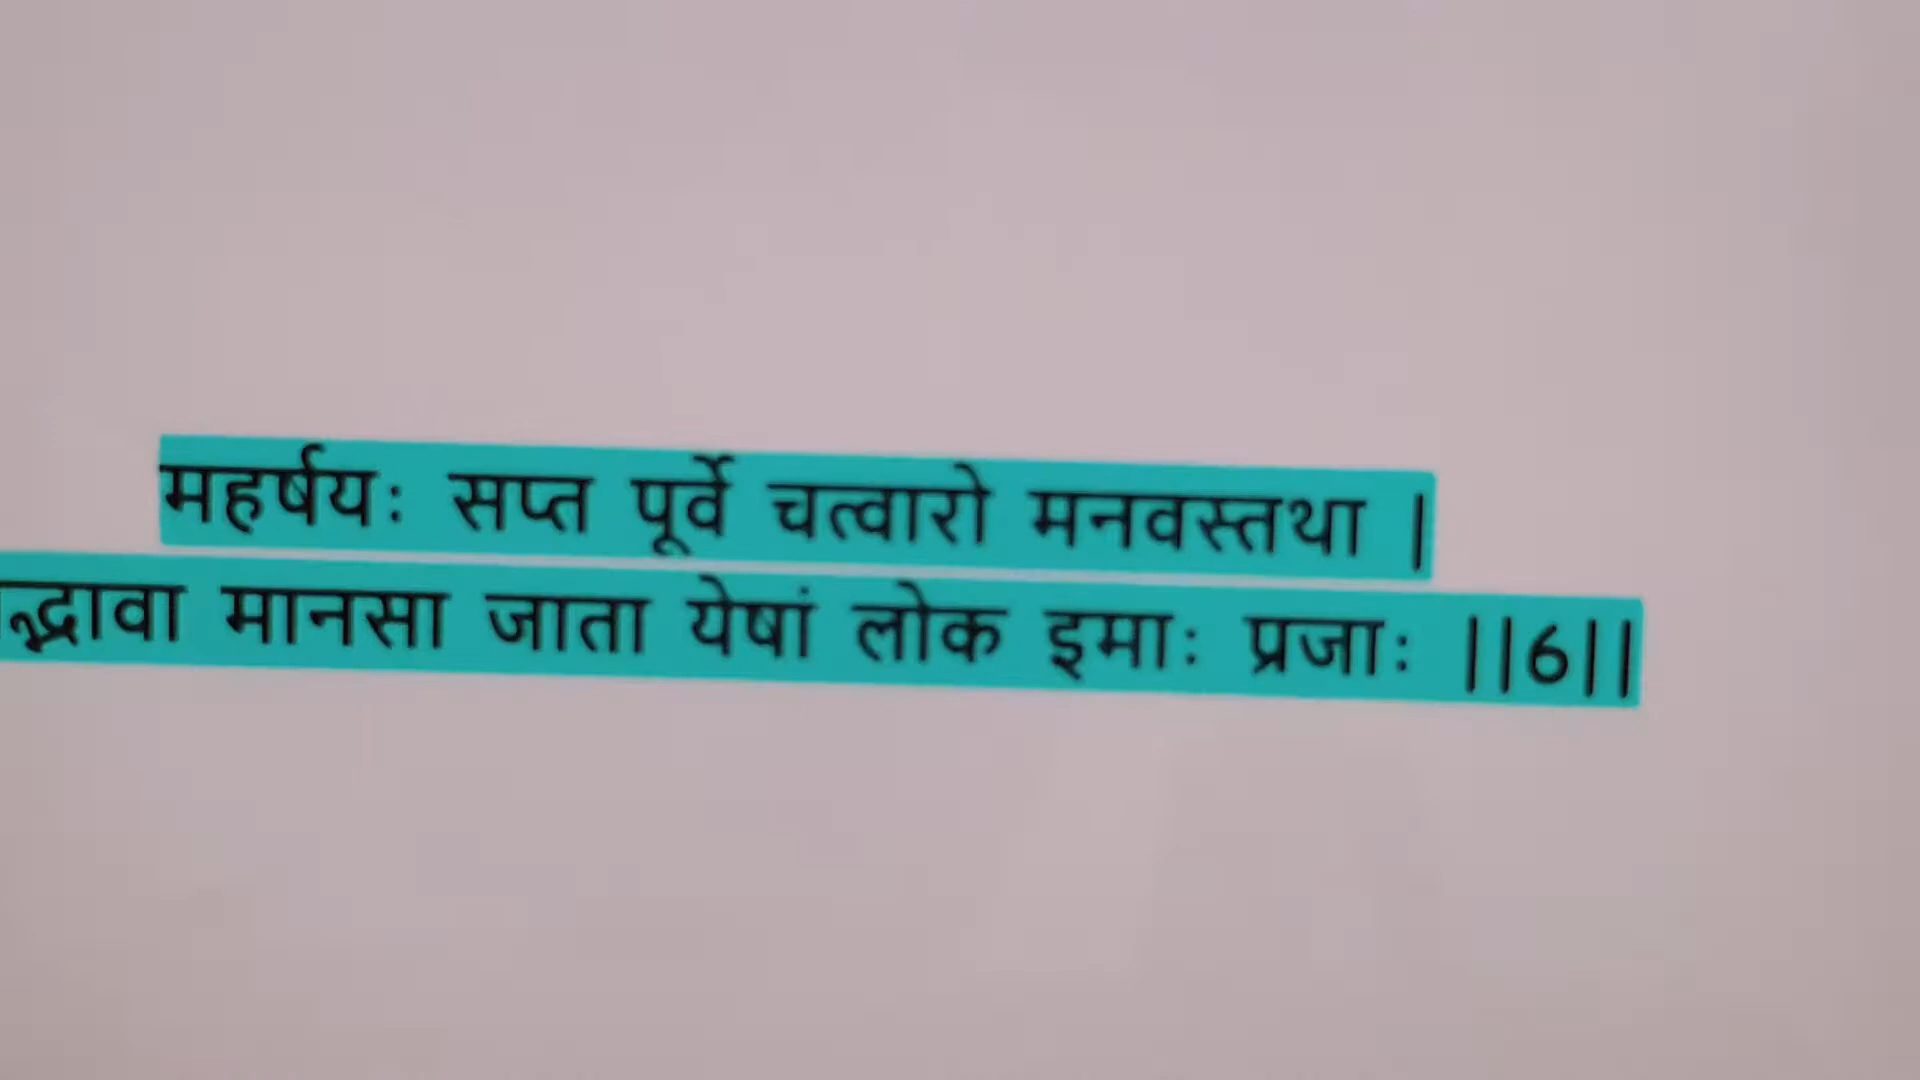 महर्षयः सप्त पूर्वे चत्वारो मनवस्तथा |
मानसा जाता येषां लोक इमाः प्रजाः ||6||